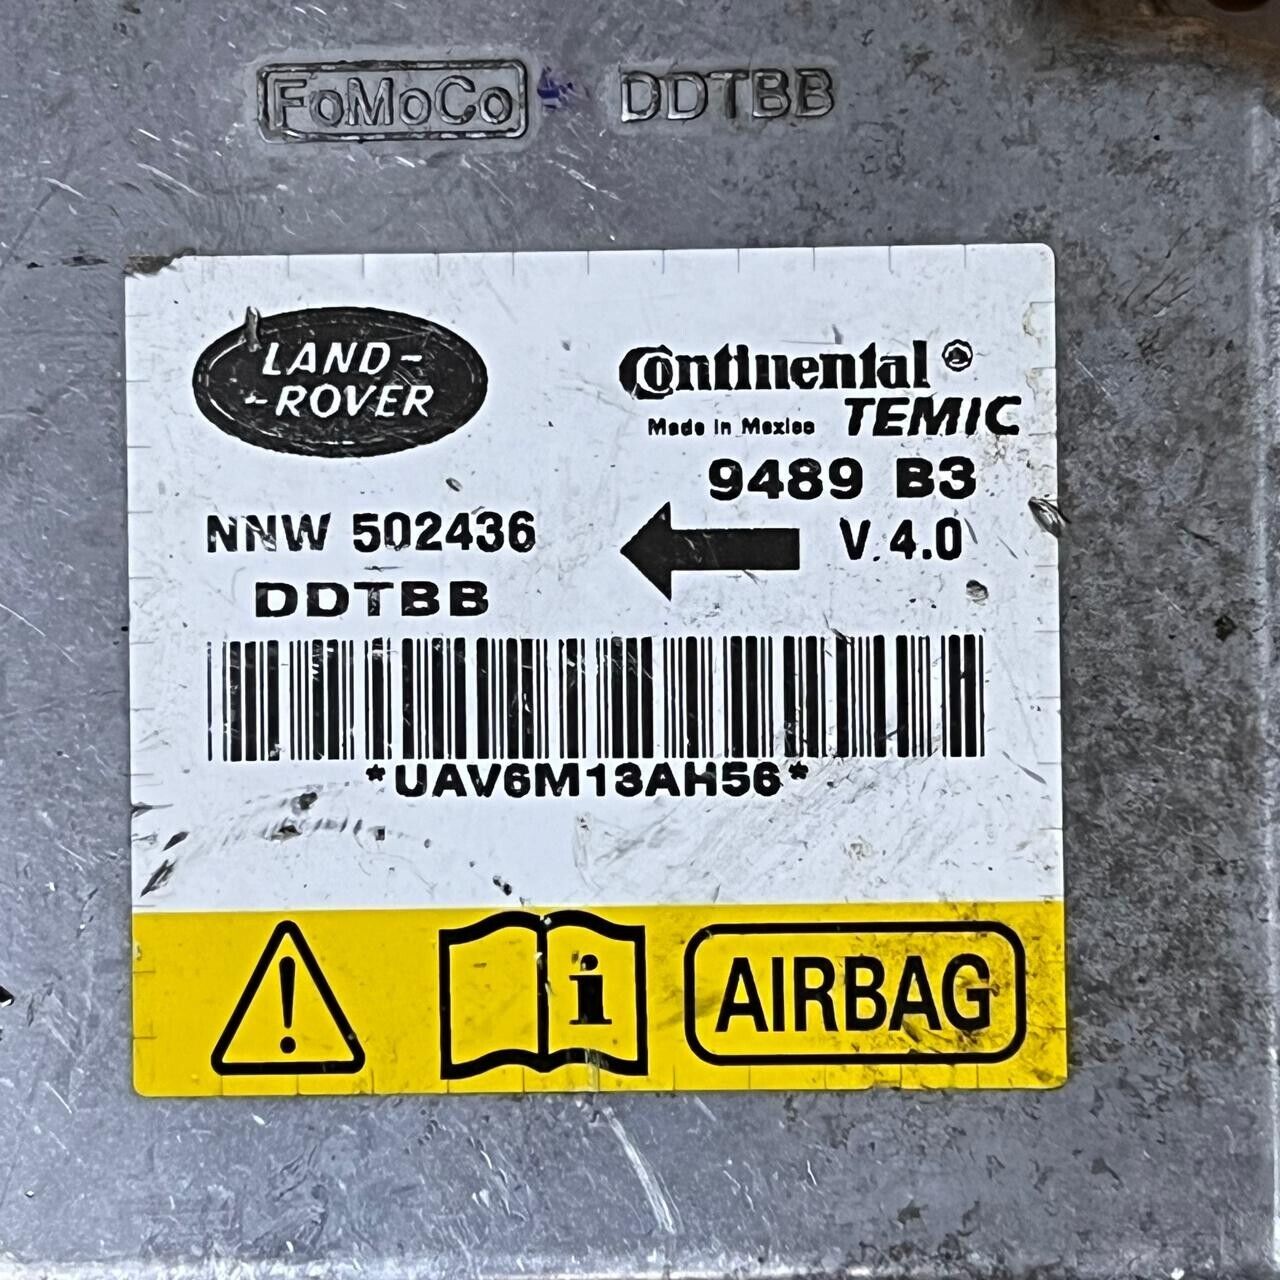 FoMoCo DDTBB
LAND-
-ROVER
Continental®
Made in Mexico TEMIC
9489 B3
NNW 502436
V.4.0
DDTBB
*UAV6M13AH56*
! i AIRBAG